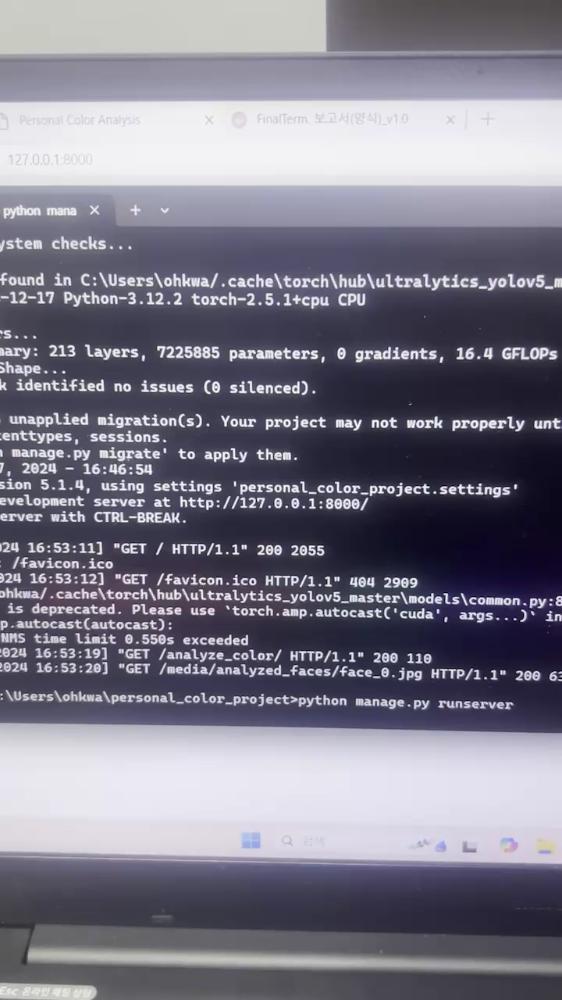 Personal Color Analysis
FinalTerm. 보고서(양식)_v1.0
127.0.0.1:8000
python mana
ystem checks...
found in C:\Users\ohkwa/.cache\torch\hub\ultralytics_yolov5_m
-12-17 Python-3.12.2 torch-2.5.1+cpu CPU
rs...
mary: 213 layers, 7225885 parameters, 0 gradients, 16.4 GFLOPs
Shape...
k identified no issues (0 silenced).
unapplied migration(s). Your project may not work properly unt
tenttypes, sessions.
n manage.py migrate' to apply them.
7, 2024 - 16:46:54
sion 5.1.4, using settings 'personal_color_project.settings'
evelopment server at http://127.0.0.1:8000/
erver with CTRL-BREAK.
024 16:53:11] "GET / HTTP/1.1" 200 2055
: /favicon.ico
024 16:53:12] "GET /favicon.ico HTTP/1.1" 404 2909
ohkwa/.cache\torch\hub\ultralytics_yolov5_master\models\common.py:8
is deprecated. Please use `torch.amp.autocast('cuda', args...)` in
p.autocast(autocast):
NMS time limit 0.550s exceeded
2024 16:53:19] "GET /analyze_color/ HTTP/1.1" 200 110
2024 16:53:20] "GET /media/analyzed_faces/face_0.jpg HTTP/1.1" 200 63
:\Users\ohkwa\personal_color_project>python manage.py runserver
검색
Esc 온라인 채팅 상담